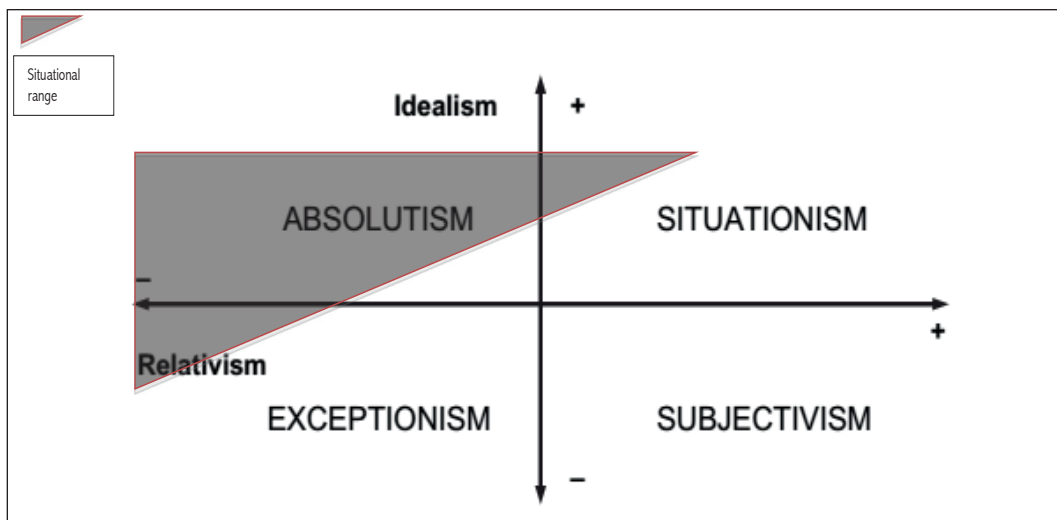 Situational
range
Idealism +
ABSOLUTISM SITUATIONISM
–
+
Relativism
EXCEPTIONISM SUBJECTIVISM
–